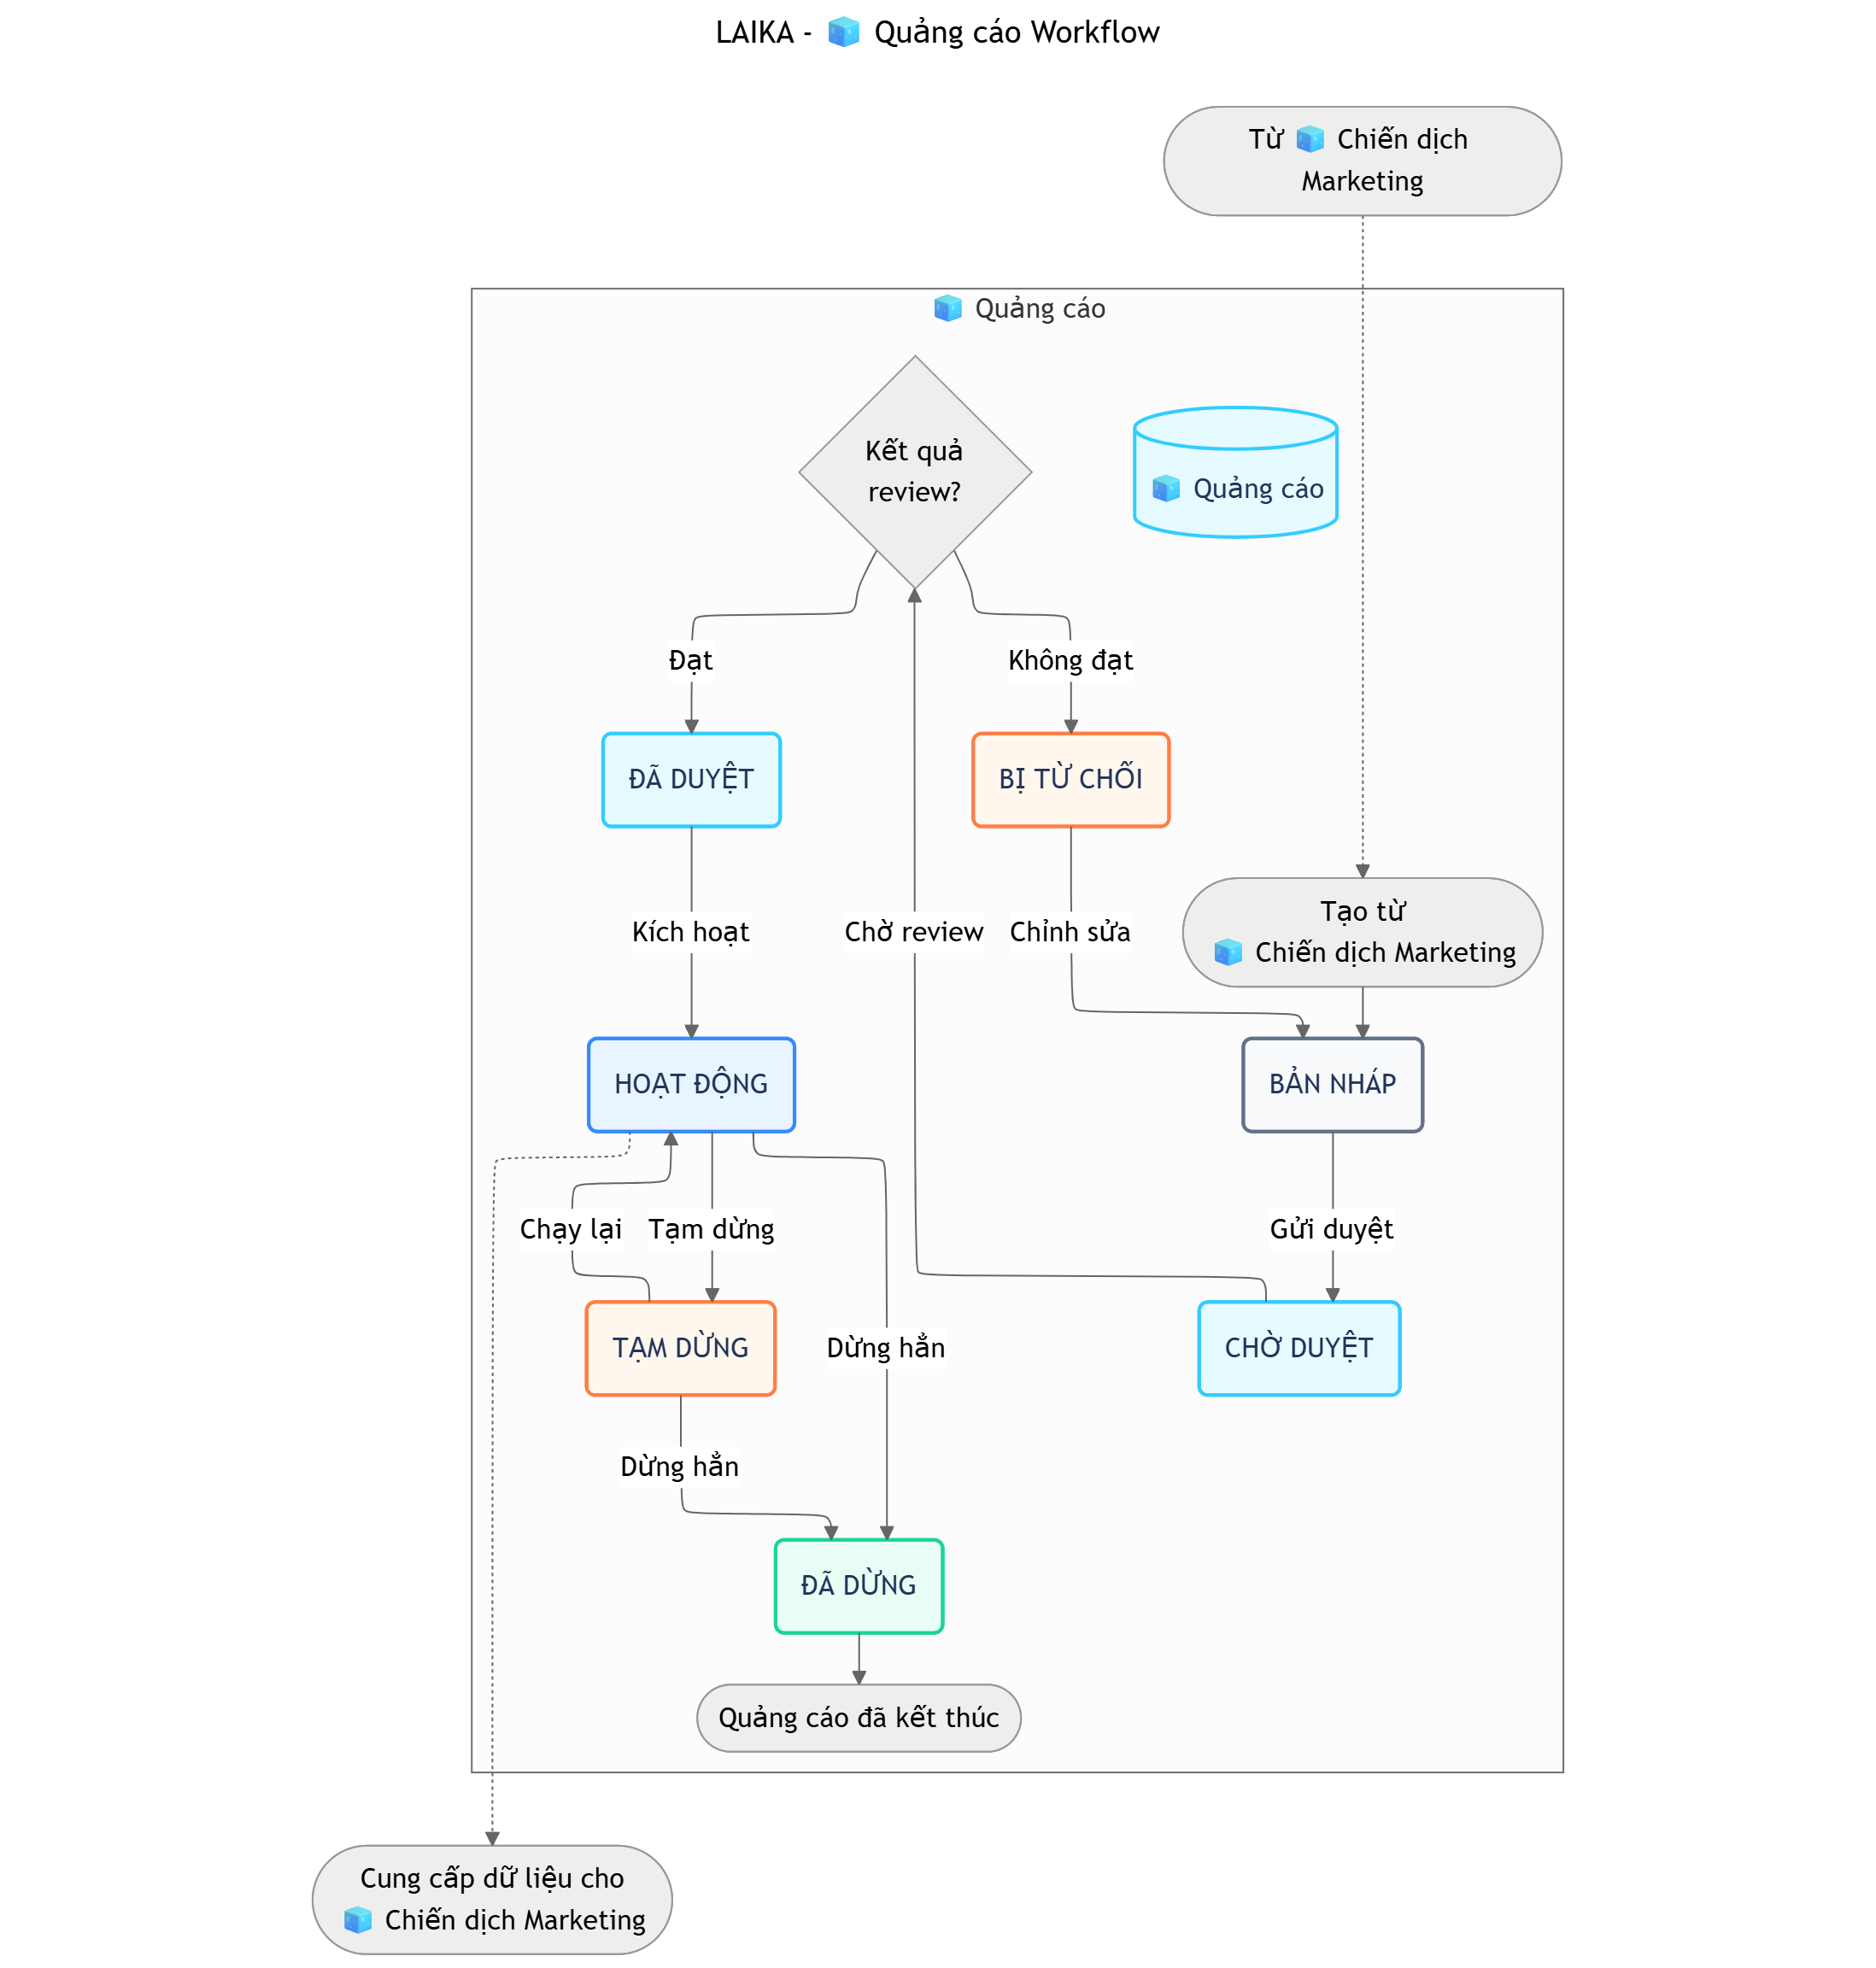 LAIKA - 🧊 Quảng cáo Workflow
Từ 🧊 Chiến dịch
Marketing
🧊 Quảng cáo
Kết quả
review?
🧊 Quảng cáo
Đạt
Không đạt
ĐÃ DUYỆT
BỊ TỪ CHỐI
Kích hoạt
Chờ review
Chỉnh sửa
Tạo từ
🧊 Chiến dịch Marketing
HOẠT ĐỘNG
BẢN NHÁP
Chạy lại
Tạm dừng
Gửi duyệt
TẠM DỪNG
Dừng hẳn
CHỜ DUYỆT
Dừng hẳn
ĐÃ DỪNG
Quảng cáo đã kết thúc
Cung cấp dữ liệu cho
🧊 Chiến dịch Marketing